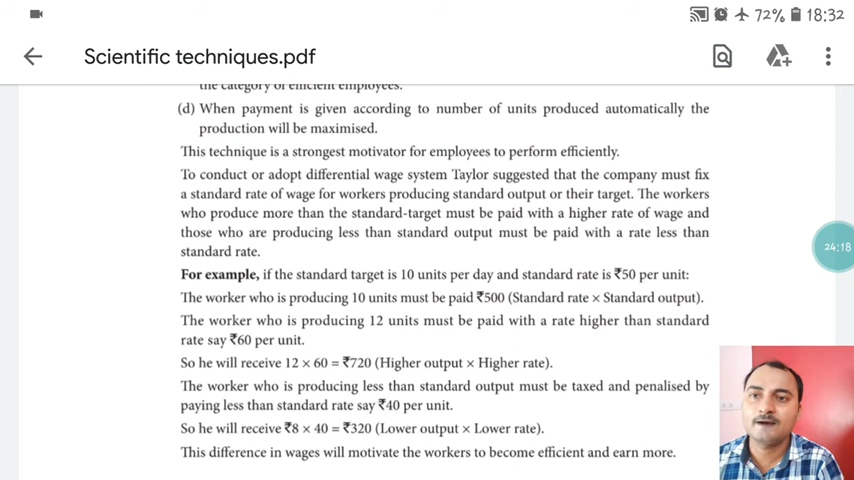 72% 18:32
Scientific techniques.pdf
the category of efficient employees.
(d) When payment is given according to number of units produced automatically the
production will be maximised.
This technique is a strongest motivator for employees to perform efficiently.
To conduct or adopt differential wage system Taylor suggested that the company must fix
a standard rate of wage for workers producing standard output or their target. The workers
who produce more than the standard-target must be paid with a higher rate of wage and
those who are producing less than standard output must be paid with a rate less than
standard rate.
24:18
For example, if the standard target is 10 units per day and standard rate is ₹50 per unit:
The worker who is producing 10 units must be paid ₹500 (Standard rate × Standard output).
The worker who is producing 12 units must be paid with a rate higher than standard
rate say ₹60 per unit.
So he will receive 12 × 60 = ₹720 (Higher output × Higher rate).
The worker who is producing less than standard output must be taxed and penalised by
paying less than standard rate say ₹40 per unit.
So he will receive ₹8 × 40 = ₹320 (Lower output × Lower rate).
This difference in wages will motivate the workers to become efficient and earn more.